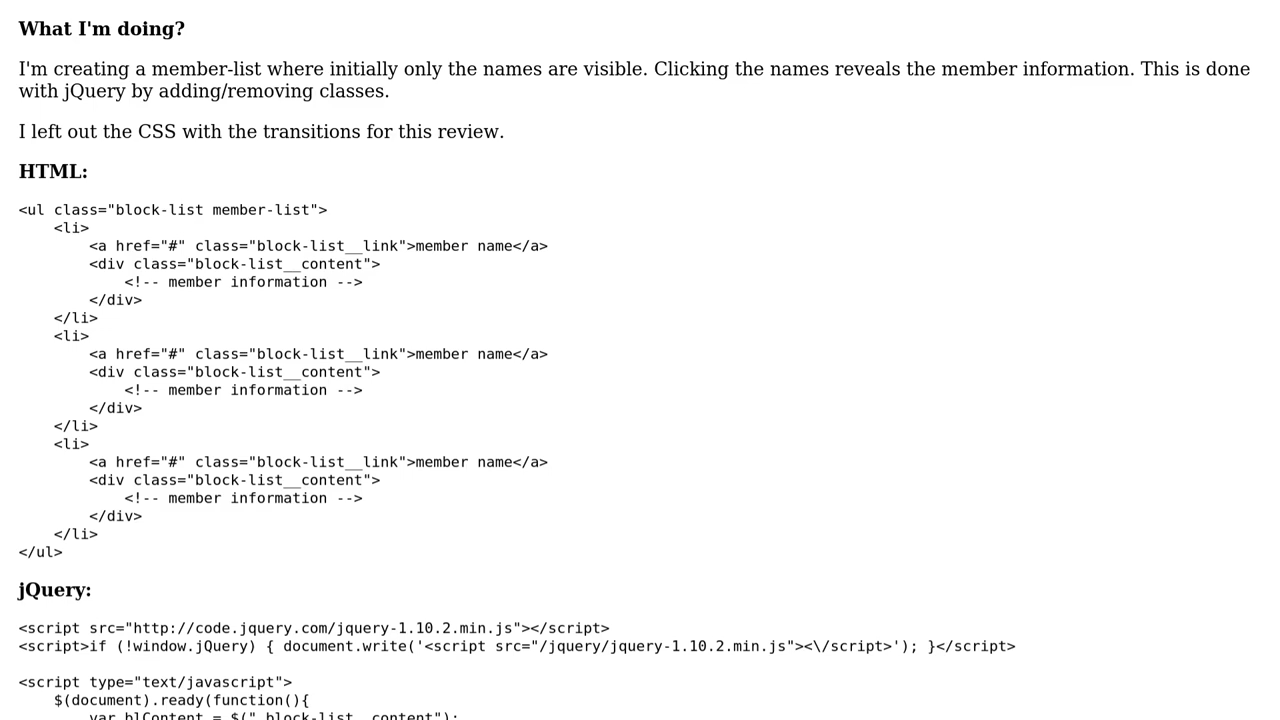 What I'm doing?
I'm creating a member-list where initially only the names are visible. Clicking the names reveals the member information. This is done
with jQuery by adding/removing classes.
I left out the CSS with the transitions for this review.
HTML:
<ul class="block-list member-list">
    <li>
        <a href="#" class="block-list__link">member name</a>
        <div class="block-list__content">
            <!-- member information -->
        </div>
    </li>
    <li>
        <a href="#" class="block-list__link">member name</a>
        <div class="block-list__content">
            <!-- member information -->
        </div>
    </li>
    <li>
        <a href="#" class="block-list__link">member name</a>
        <div class="block-list__content">
            <!-- member information -->
        </div>
    </li>
</ul>
jQuery:
<script src="http://code.jquery.com/jquery-1.10.2.min.js"></script>
<script>if (!window.jQuery) { document.write('<script src="/jquery/jquery-1.10.2.min.js"><\/script>'); }</script>
<script type="text/javascript">
    $(document).ready(function(){
        var blContent = $(".block-list__content");